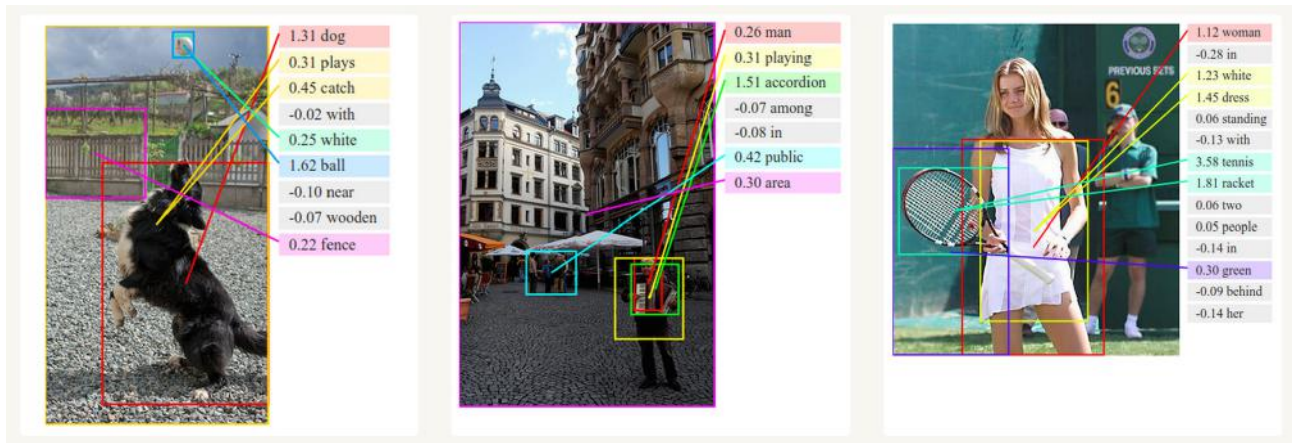 1.31 dog
0.31 plays
0.45 catch
-0.02 with
0.25 white
1.62 ball
-0.10 near
-0.07 wooden
0.22 fence
0.26 man
0.31 playing
1.51 accordion
-0.07 among
-0.08 in
0.42 public
0.30 area
PREVIOUS SETS
6
1.12 woman
-0.28 in
1.23 white
1.45 dress
0.06 standing
-0.13 with
3.58 tennis
1.81 racket
0.06 two
0.05 people
-0.14 in
0.30 green
-0.09 behind
-0.14 her